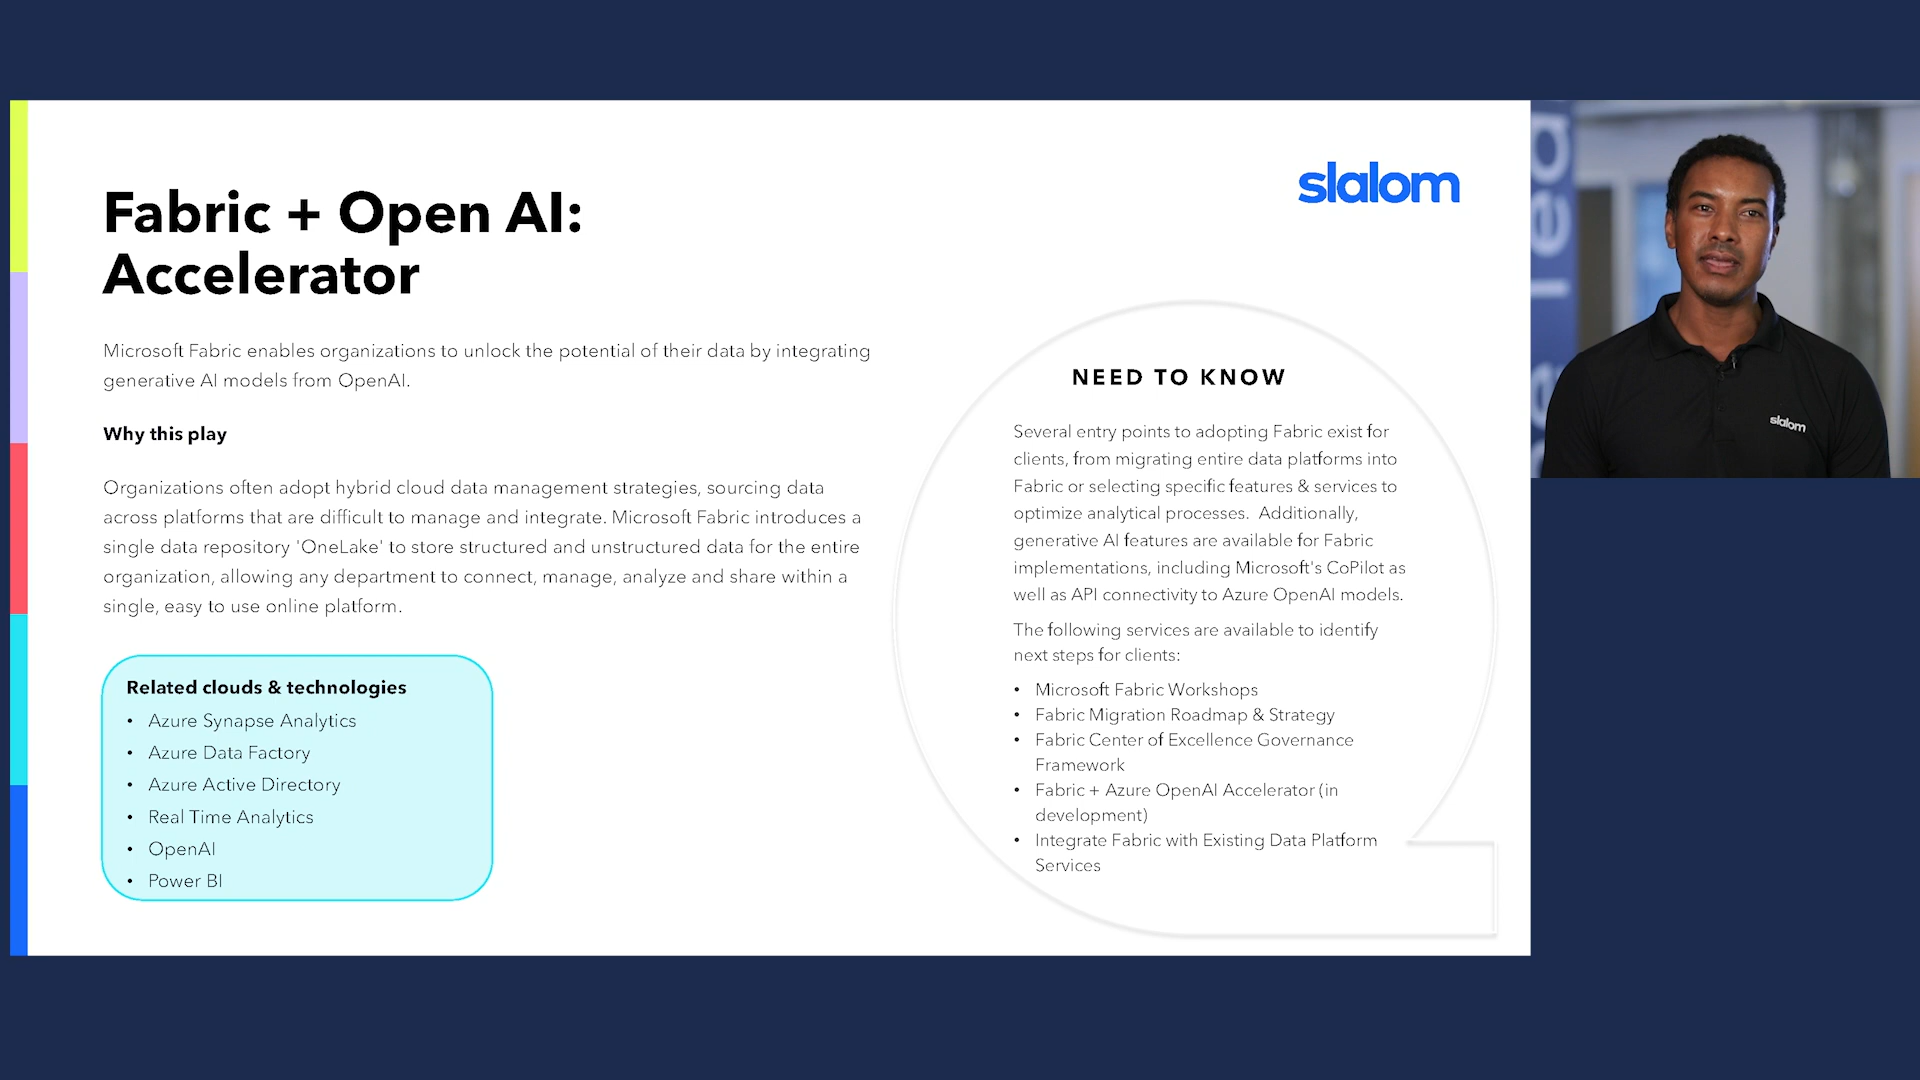 slalom
Fabric + Open AI:
Accelerator
Microsoft Fabric enables organizations to unlock the potential of their data by integrating
generative AI models from OpenAI.
Why this play
Organizations often adopt hybrid cloud data management strategies, sourcing data
across platforms that are difficult to manage and integrate. Microsoft Fabric introduces a
single data repository 'OneLake' to store structured and unstructured data for the entire
organization, allowing any department to connect, manage, analyze and share within a
single, easy to use online platform.
Related clouds & technologies
• Azure Synapse Analytics
• Azure Data Factory
• Azure Active Directory
• Real Time Analytics
• OpenAI
• Power BI
NEED TO KNOW
Several entry points to adopting Fabric exist for
clients, from migrating entire data platforms into
Fabric or selecting specific features & services to
optimize analytical processes.  Additionally,
generative AI features are available for Fabric
implementations, including Microsoft's CoPilot as
well as API connectivity to Azure OpenAI models.
The following services are available to identify
next steps for clients:
• Microsoft Fabric Workshops
• Fabric Migration Roadmap & Strategy
• Fabric Center of Excellence Governance
Framework
• Fabric + Azure OpenAI Accelerator (in
development)
• Integrate Fabric with Existing Data Platform
Services
slalom